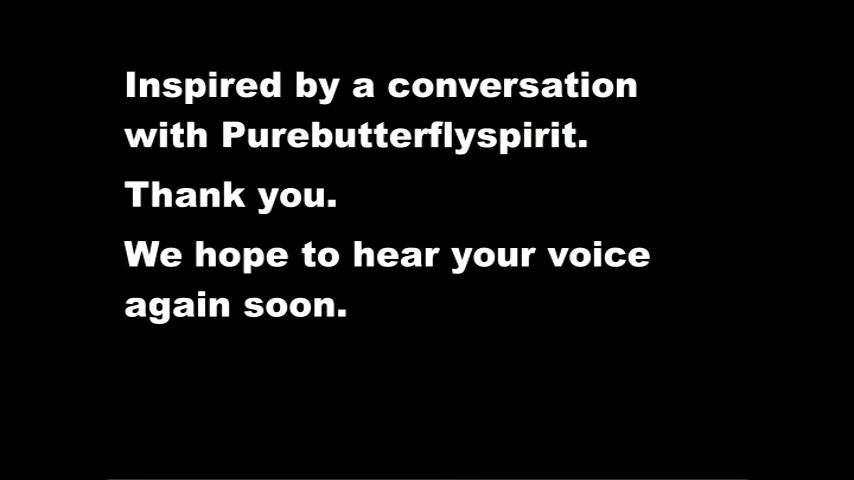 Inspired by a conversation
with Purebutterflyspirit.
Thank you.
We hope to hear your voice
again soon.